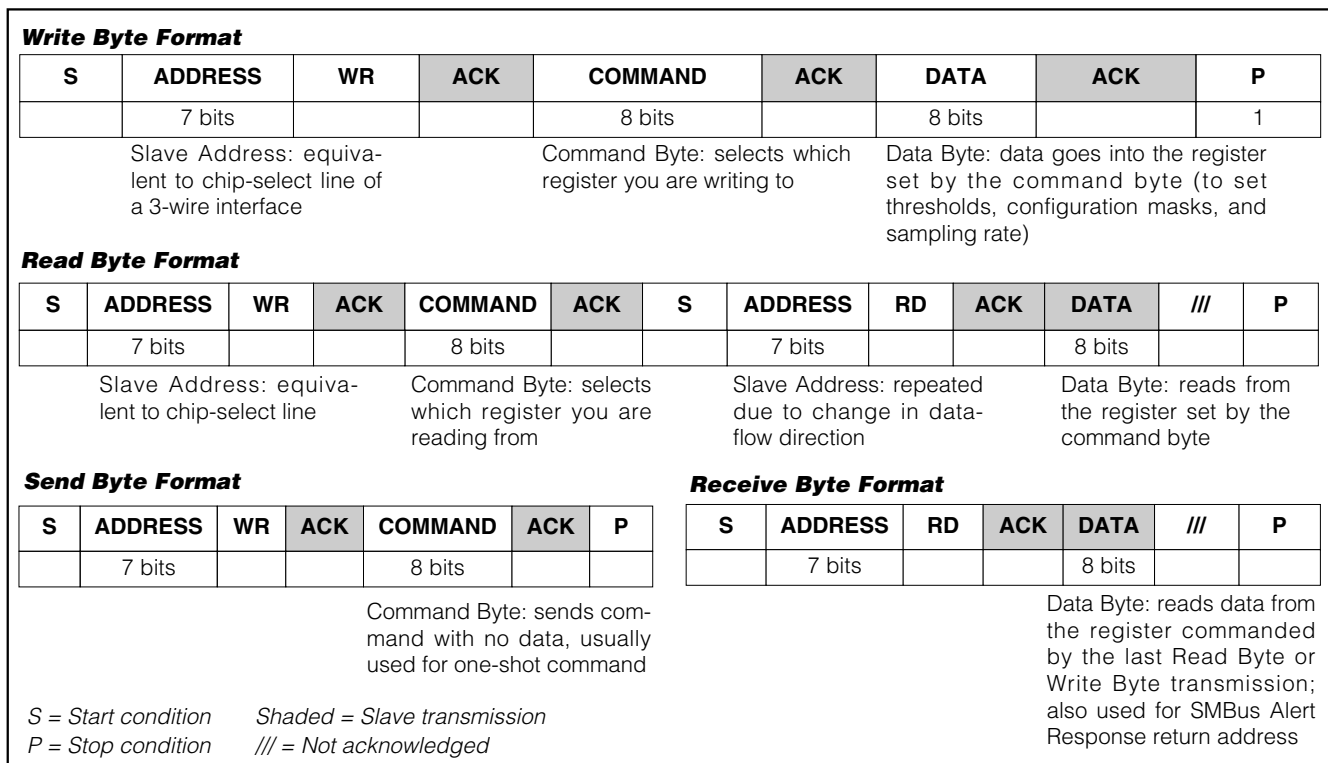 Write Byte Format
S ADDRESS WR ACK COMMAND ACK DATA ACK P
7 bits 8 bits 8 bits 1
Slave Address: equiva-
lent to chip-select line of
a 3-wire interface
Command Byte: selects which
register you are writing to
Data Byte: data goes into the register
set by the command byte (to set
thresholds, configuration masks, and
sampling rate)
Read Byte Format
S ADDRESS WR ACK COMMAND ACK S ADDRESS RD ACK DATA /// P
7 bits 8 bits 7 bits 8 bits
Slave Address: equiva-
lent to chip-select line
Command Byte: selects
which register you are
reading from
Slave Address: repeated
due to change in data-
flow direction
Data Byte: reads from
the register set by the
command byte
Send Byte Format
S ADDRESS WR ACK COMMAND ACK P
7 bits 8 bits
Command Byte: sends com-
mand with no data, usually
used for one-shot command
Receive Byte Format
S ADDRESS RD ACK DATA /// P
7 bits 8 bits
Data Byte: reads data from
the register commanded
by the last Read Byte or
Write Byte transmission;
also used for SMBus Alert
Response return address
S = Start condition Shaded = Slave transmission
P = Stop condition /// = Not acknowledged